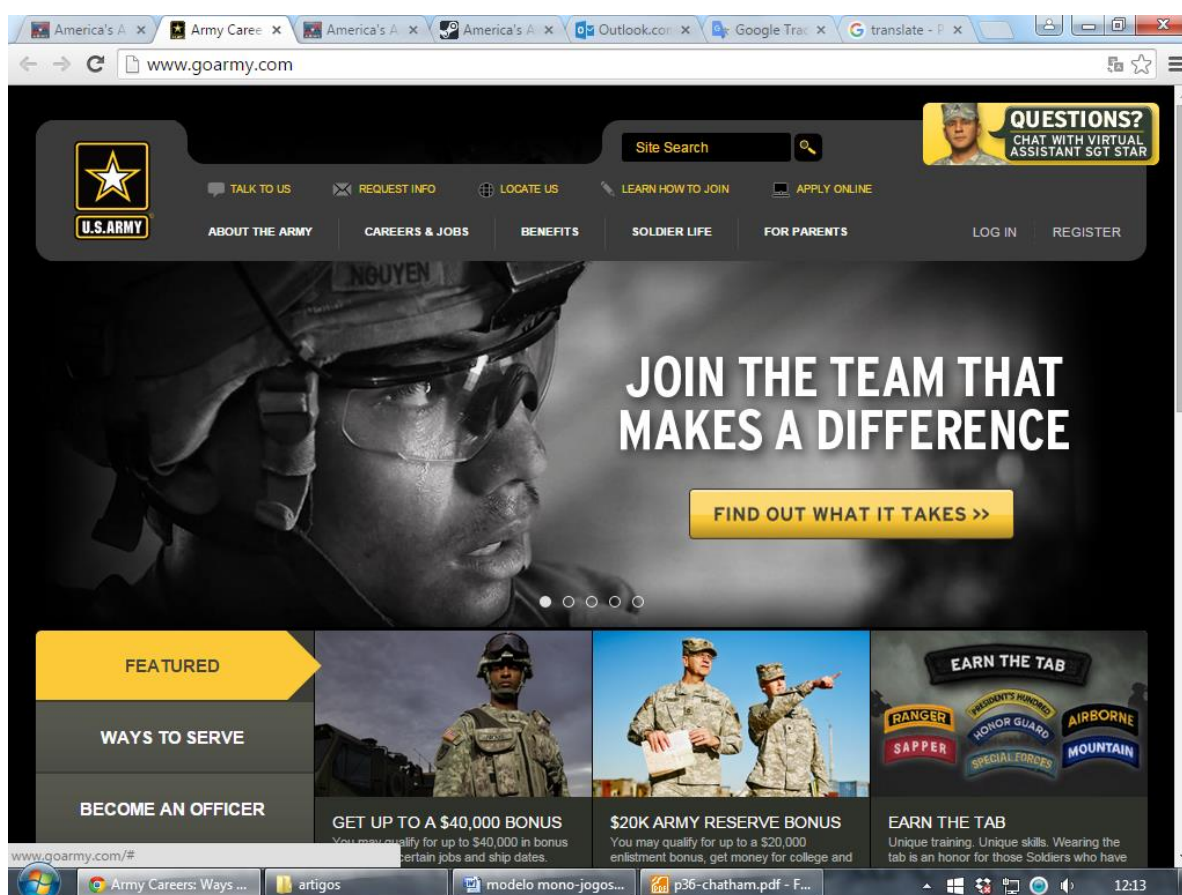 America's A
Army Caree
America's A
America's A
Outlook.con
Google Trac
translate - P
www.goarmy.com
QUESTIONS?
CHAT WITH VIRTUAL
ASSISTANT SGT STAR
Site Search
TALK TO US
REQUEST INFO
LOCATE US
LEARN HOW TO JOIN
APPLY ONLINE
U.S.ARMY
ABOUT THE ARMY
CAREERS & JOBS
BENEFITS
SOLDIER LIFE
FOR PARENTS
LOG IN
REGISTER
NGUYEN
JOIN THE TEAM THAT
MAKES A DIFFERENCE
FIND OUT WHAT IT TAKES >>
FEATURED
WAYS TO SERVE
BECOME AN OFFICER
GET UP TO A $40,000 BONUS
You may qualify for up to $40,000 in bonus
certain jobs and ship dates.
$20K ARMY RESERVE BONUS
You may qualify for up to a $20,000
enlistment bonus, get money for college and
EARN THE TAB
RANGER
PRESIDENT'S HUNDRED
HONOR GUARD
AIRBORNE
SAPPER
SPECIAL FORCES
MOUNTAIN
EARN THE TAB
Unique training. Unique skills. Wearing the
tab is an honor for those Soldiers who have
www.goarmy.com/#
Army Careers: Ways ...
artigos
modelo mono-jogos...
p36-chatham.pdf - F...
12:13